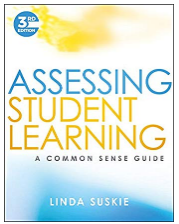 3RD
EDITION
ASSESSING
STUDENT
LEARNING
A COMMON SENSE GUIDE
LINDA SUSKIE